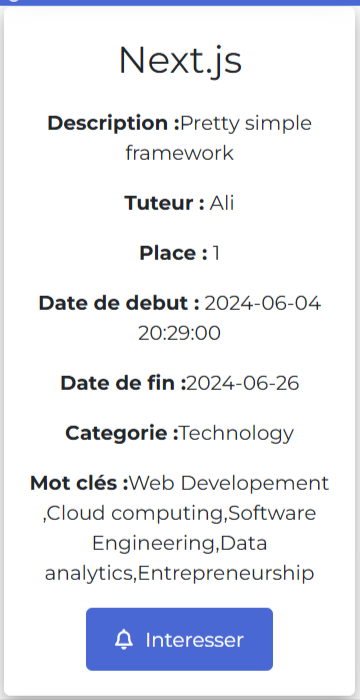 Next.js
Description :Pretty simple
framework
Tuteur : Ali
Place : 1
Date de debut : 2024-06-04
20:29:00
Date de fin :2024-06-26
Categorie :Technology
Mot clés :Web Developement
,Cloud computing,Software
Engineering,Data
analytics,Entrepreneurship
Interesser